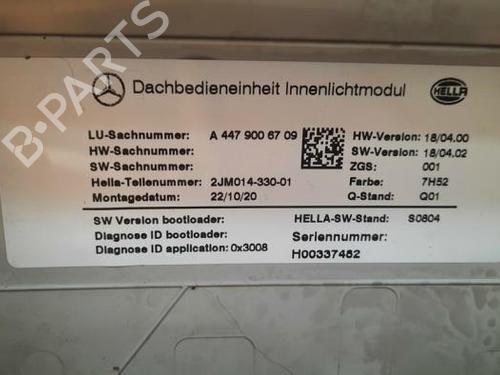 Dachbedieneinheit Innenlichtmodul
HELLA
LU-Sachnummer: A 447 900 67 09
HW-Sachnummer:
SW-Sachnummer:
Hella-Teilenummer: 2JM014-330-01
Montagedatum: 22/10/20
HW-Version: 18/04.00
SW-Version: 18/04.02
ZGS: 001
Farbe: 7H52
Q-Stand: Q01
SW Version bootloader:
Diagnose ID bootloader:
Diagnose ID application: 0x3008
HELLA-SW-Stand: S0804
Seriennummer:
H00337462
B-PARTS